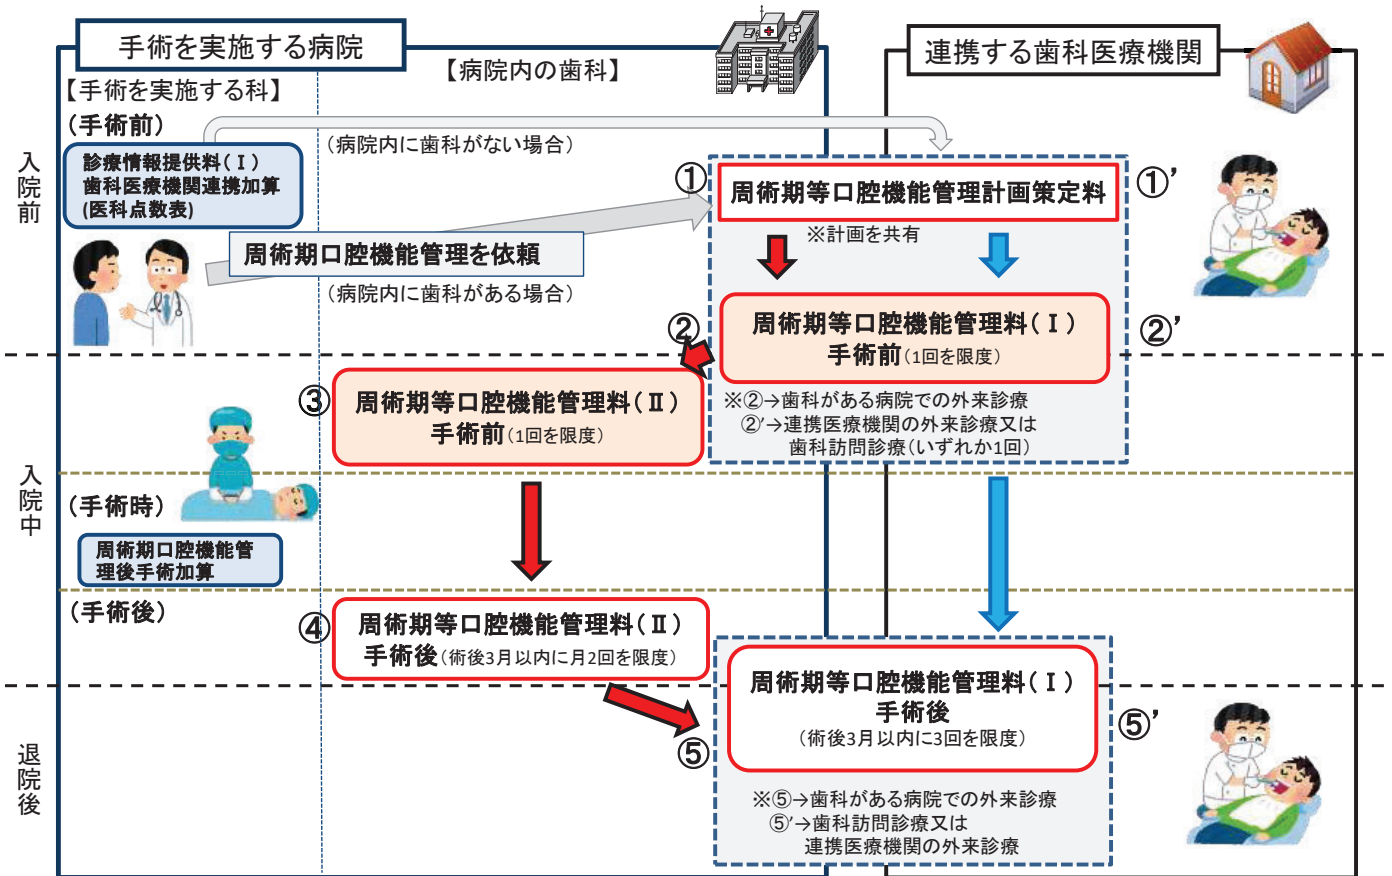 手術を実施する病院
【病院内の歯科】
連携する歯科医療機関
【手術を実施する科】
入院前
(手術前)
(病院内に歯科がない場合)
診療情報提供料(Ⅰ)
歯科医療機関連携加算
(医科点数表)
①
周術期等口腔機能管理計画策定料
①’
※計画を共有
周術期口腔機能管理を依頼
(病院内に歯科がある場合)
②
周術期等口腔機能管理料(Ⅰ)
手術前(1回を限度)
②’
※②→歯科がある病院での外来診療
②’→連携医療機関の外来診療又は
歯科訪問診療(いずれか1回)
入院中
③
周術期等口腔機能管理料(Ⅱ)
手術前(1回を限度)
(手術時)
周術期口腔機能管
理後手術加算
(手術後)
④
周術期等口腔機能管理料(Ⅱ)
手術後(術後3月以内に月2回を限度)
退院後
⑤
周術期等口腔機能管理料(Ⅰ)
手術後
(術後3月以内に3回を限度)
⑤’
※⑤→歯科がある病院での外来診療
⑤’→歯科訪問診療又は
連携医療機関の外来診療